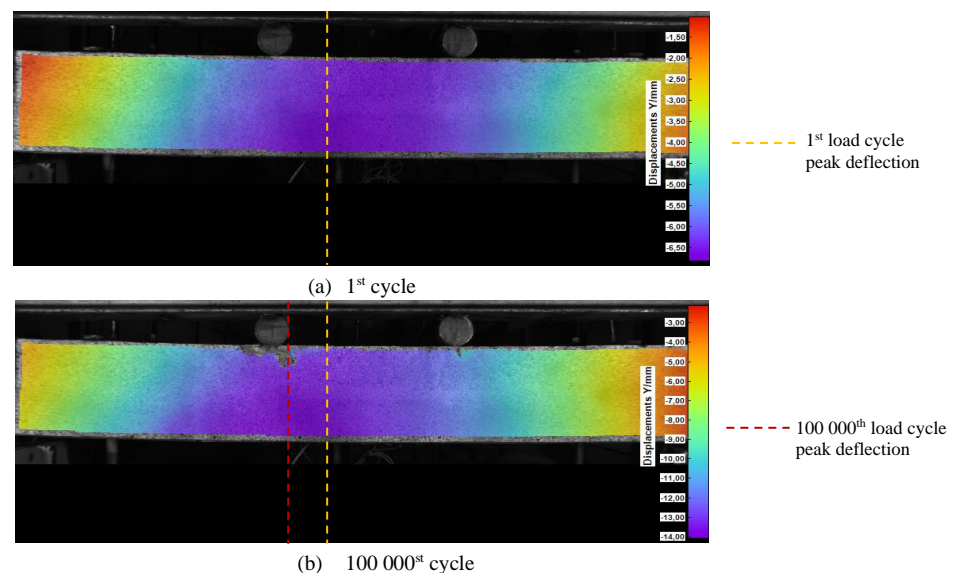 -1,50
-2,00
-2,50
-3,00
-3,50
-4,00
-4,50
-5,00
-5,50
-6,00
-6,50
Displacements Y/mm
1st load cycle
peak deflection
(a) 1st cycle
-3,00
-4,00
-5,00
-6,00
-7,00
-8,00
-9,00
-10,00
-11,00
-12,00
-13,00
-14,00
Displacements Y/mm
100 000th load cycle
peak deflection
(b) 100 000st cycle